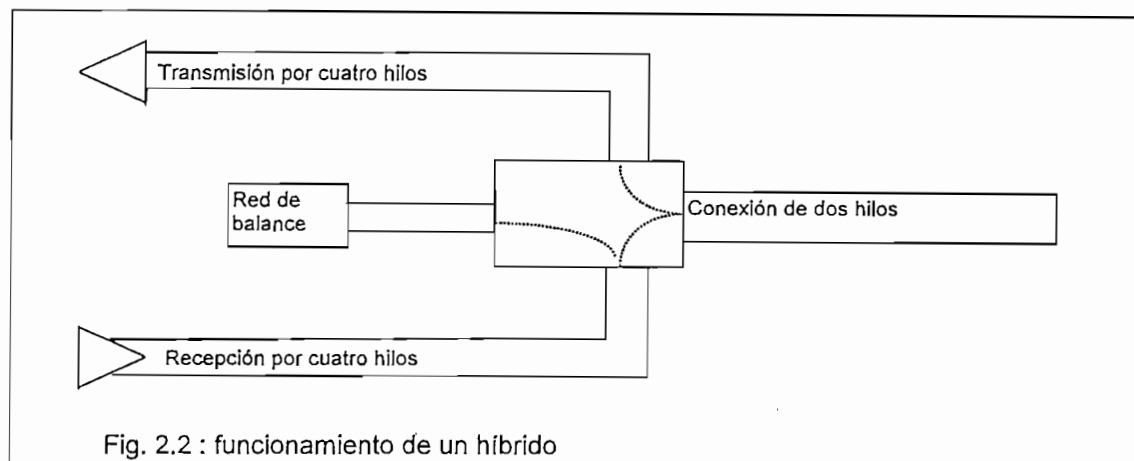 Transmisión por cuatro hilos
Red de
balance
Conexión de dos hilos
Recepción por cuatro hilos
Fig. 2.2 : funcionamiento de un híbrido